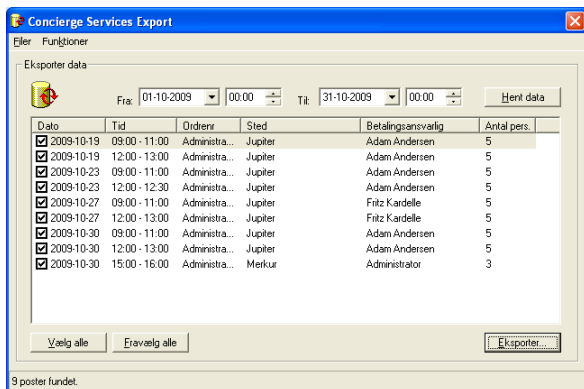 Concierge Services Export
Filer Funktioner
Eksporter data
Fra: 01-10-2009 00:00 Til: 31-10-2009 00:00 Hent data
Dato Tid Ordrenr Sted Betalingsansvarlig Antal pers.
2009-10-19 09:00 - 11:00 Administra... Jupiter Adam Andersen 5
2009-10-19 12:00 - 13:00 Administra... Jupiter Adam Andersen 5
2009-10-23 09:00 - 11:00 Administra... Jupiter Adam Andersen 5
2009-10-23 12:00 - 12:30 Administra... Jupiter Adam Andersen 5
2009-10-27 09:00 - 11:00 Administra... Jupiter Fritz Kardelle 5
2009-10-27 12:00 - 13:00 Administra... Jupiter Fritz Kardelle 5
2009-10-30 09:00 - 11:00 Administra... Jupiter Adam Andersen 5
2009-10-30 12:00 - 13:00 Administra... Jupiter Adam Andersen 5
2009-10-30 15:00 - 16:00 Administra... Merkur Administrator 3
Vælg alle Fravælg alle Eksporter...
9 poster fundet.